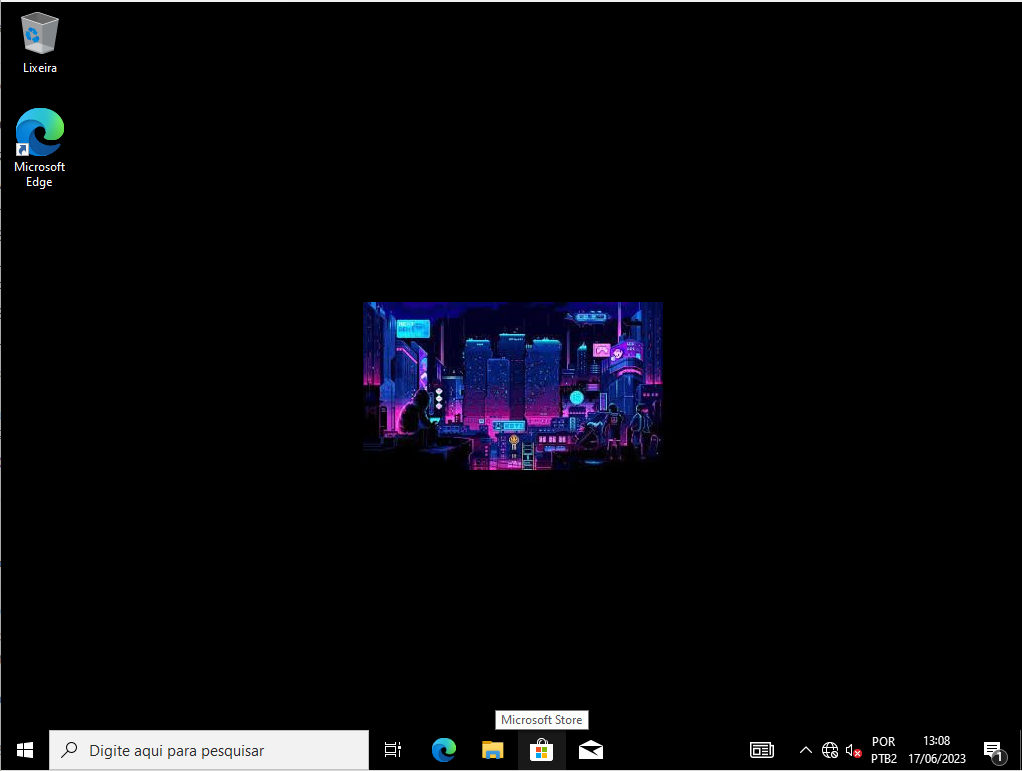 Lixeira
Microsoft
Edge
Microsoft Store
Digite aqui para pesquisar
POR
PTB2
13:08
17/06/2023
1